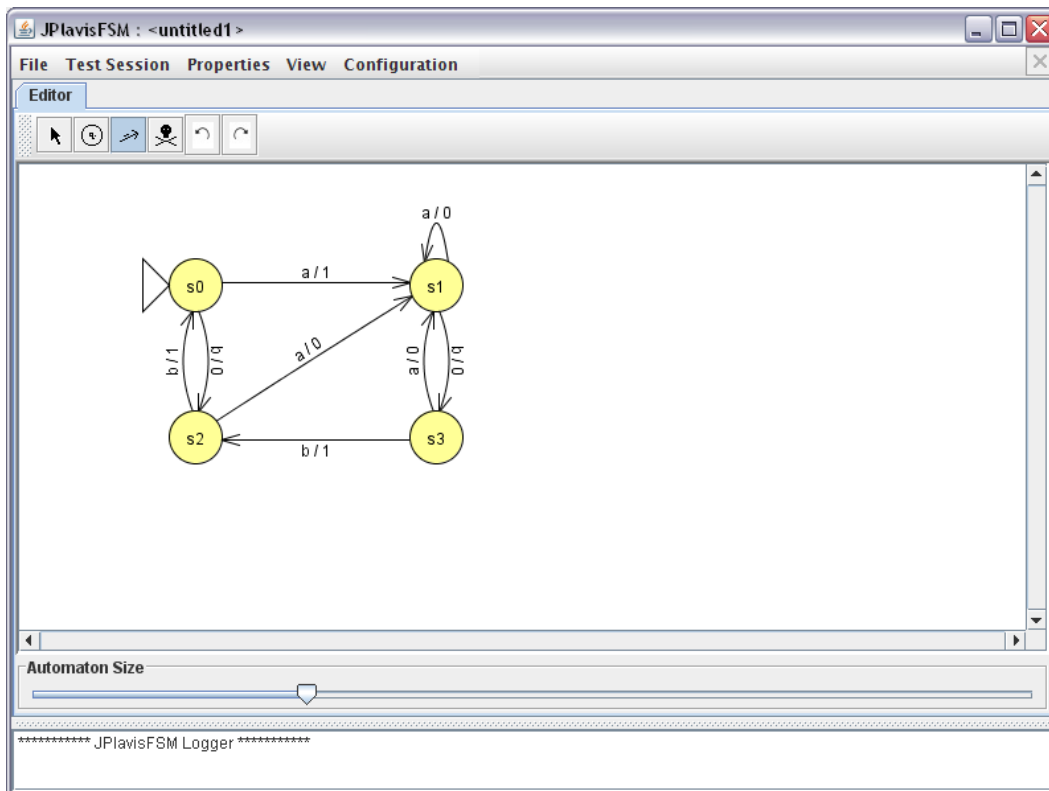 JPlavisFSM : <untitled1>
File Test Session Properties View Configuration
Editor
a / 0
s0
a / 1
s1
b / 1
b / 0
a / 0
a / 0
b / 0
s2
b / 1
s3
Automaton Size
*********** JPlavisFSM Logger ***********